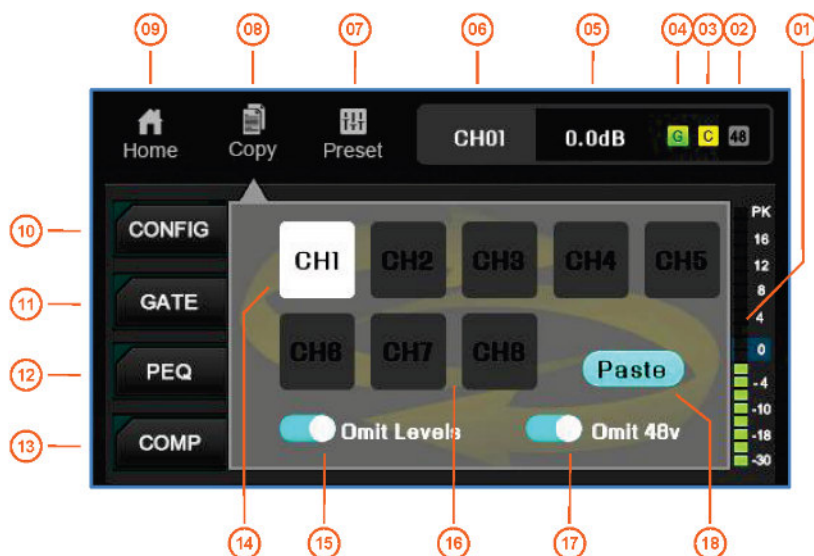 09 08 07 06 05 04 03 02 01
Home Copy Preset CH01 0.0dB G C 48
PK
10 CONFIG 16
CH1 CH2 CH3 CH4 CH5 12
11 GATE 8
4
0
CH6 CH7 CH8
12 PEQ Paste -4
-10
13 COMP Omit Levels Omit 48v -18
-30
14 15 16 17 18